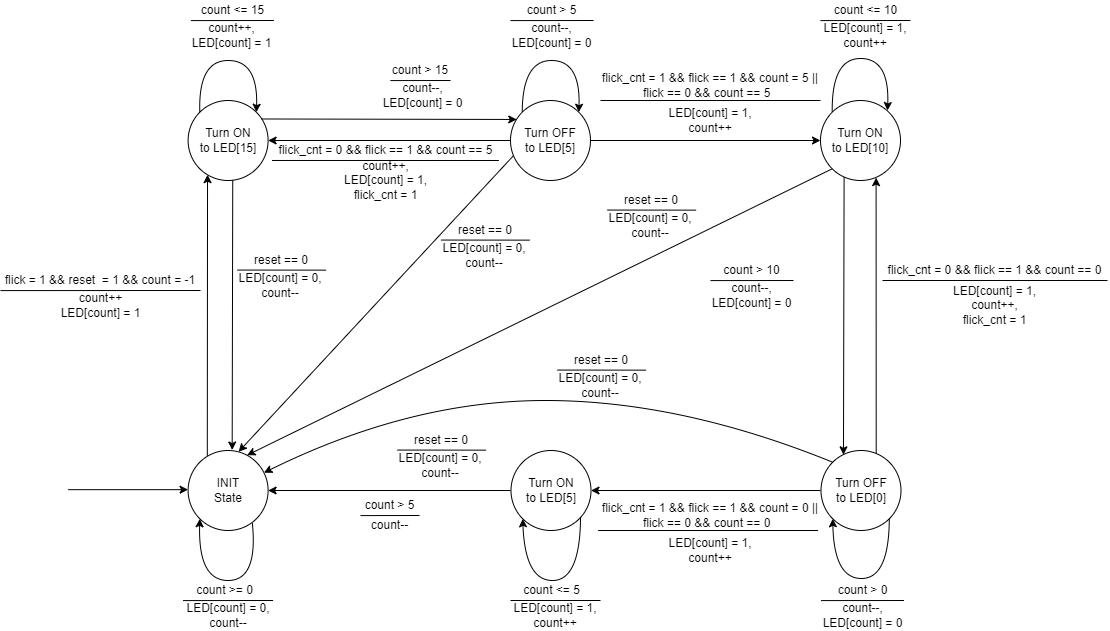 count <= 15
count++,
LED[count] = 1
count > 5
count--,
LED[count] = 0
count <= 10
LED[count] = 1,
count++
count > 15
count--,
LED[count] = 0
flick_cnt = 1 && flick == 1 && count = 5 ||
flick == 0 && count == 5
LED[count] = 1,
count++
Turn ON
to LED[15]
Turn OFF
to LED[5]
Turn ON
to LED[10]
flick_cnt = 0 && flick == 1 && count == 5
count++,
LED[count] = 1,
flick_cnt = 1
reset == 0
LED[count] = 0,
count--
reset == 0
LED[count] = 0,
count--
reset == 0
LED[count] = 0,
count--
flick = 1 && reset  = 1 && count = -1
count++
LED[count] = 1
count > 10
count--,
LED[count] = 0
flick_cnt = 0 && flick == 1 && count == 0
LED[count] = 1,
count++,
flick_cnt = 1
reset == 0
LED[count] = 0,
count--
reset == 0
LED[count] = 0,
count--
INIT
State
Turn ON
to LED[5]
Turn OFF
to LED[0]
count > 5
count--
flick_cnt = 1 && flick == 1 && count = 0 ||
flick == 0 && count == 0
LED[count] = 1,
count++
count >= 0
LED[count] = 0,
count--
count <= 5
LED[count] = 1,
count++
count > 0
count--,
LED[count] = 0